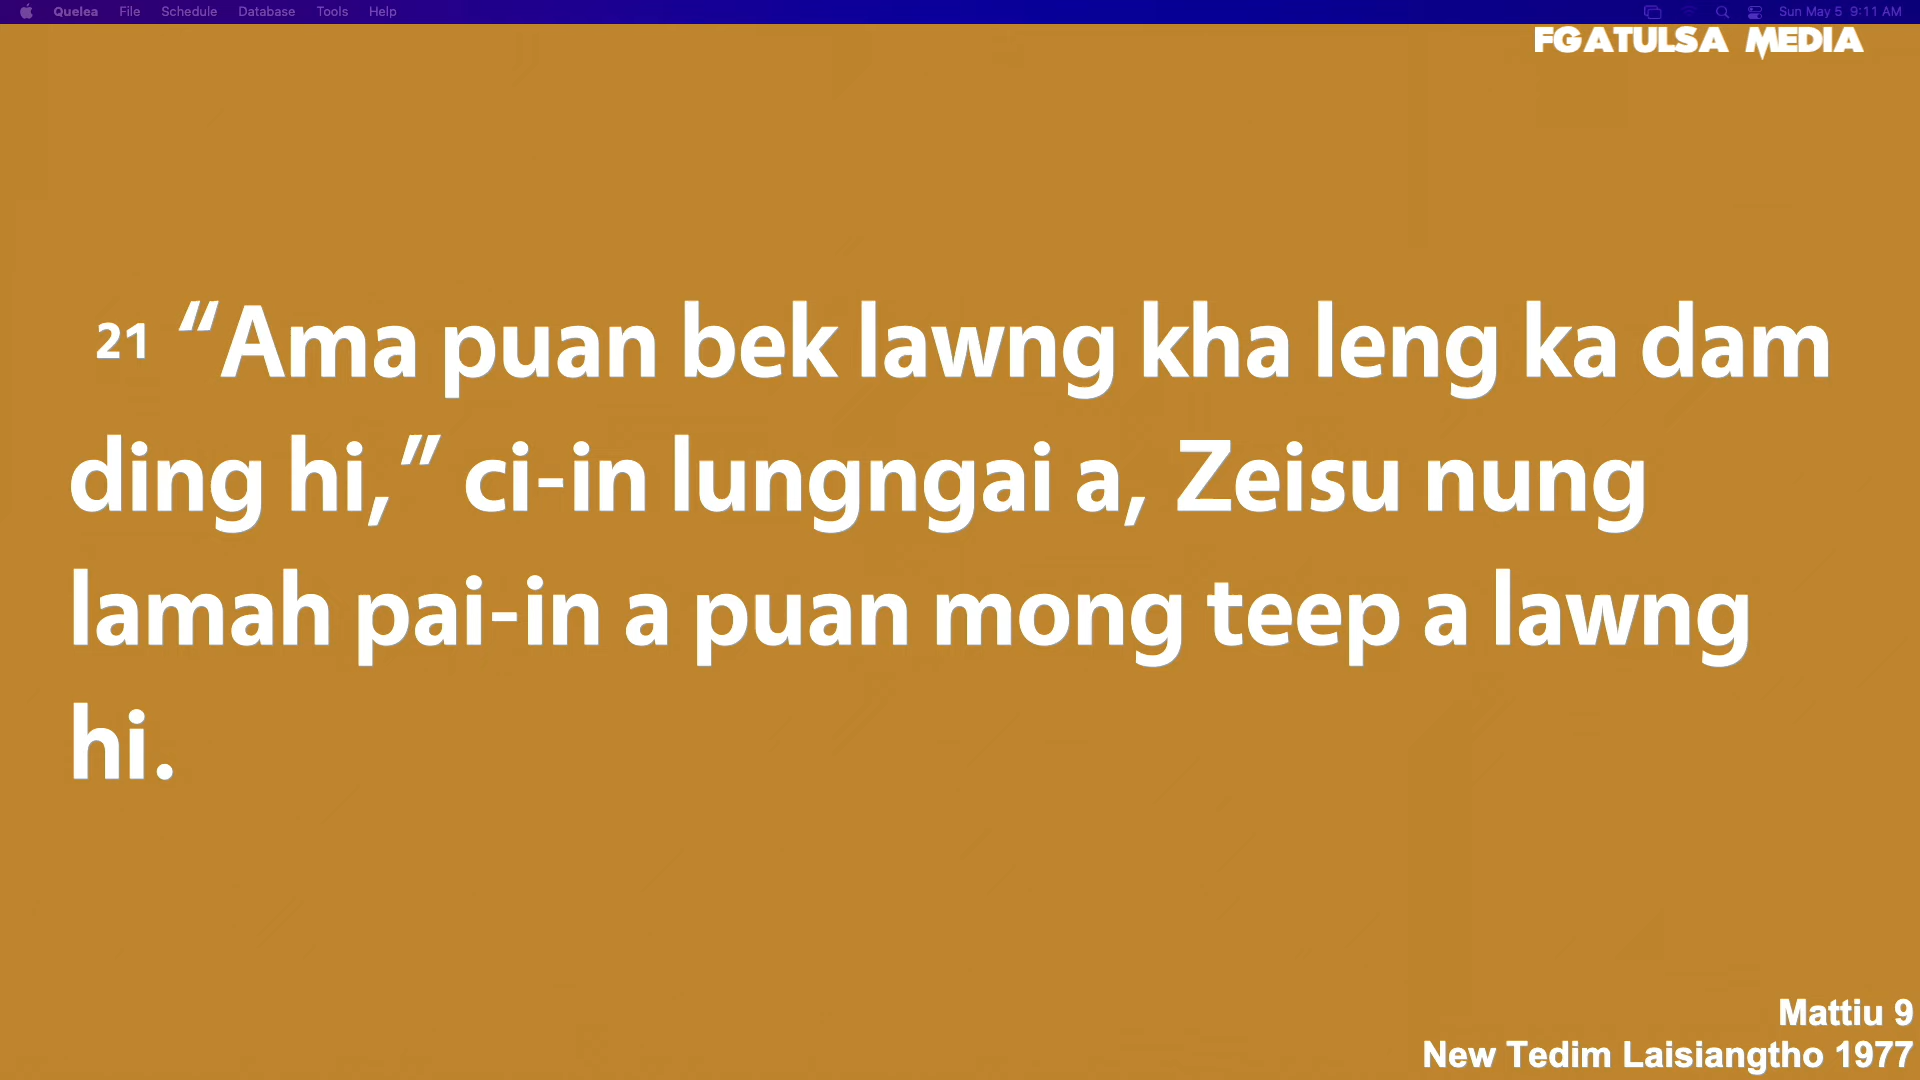 Quelea File Schedule Database Tools Help Sun May 5 9:11 AM
FGATULSA MEDIA
21 “Ama puan bek lawng kha leng ka dam
ding hi,” ci-in lungngai a, Zeisu nung
lamah pai-in a puan mong teep a lawng
hi.
Mattiu 9
New Tedim Laisiangtho 1977